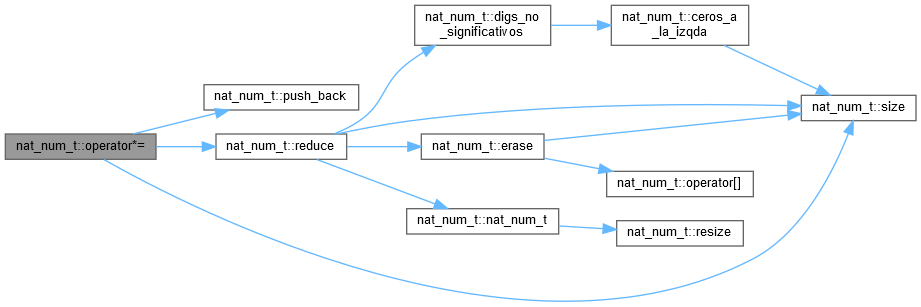 nat_num_t::operator*=
nat_num_t::push_back
nat_num_t::reduce
nat_num_t::digs_no
_significativos
nat_num_t::erase
nat_num_t::nat_num_t
nat_num_t::ceros_a
_la_izqda
nat_num_t::operator[]
nat_num_t::resize
nat_num_t::size